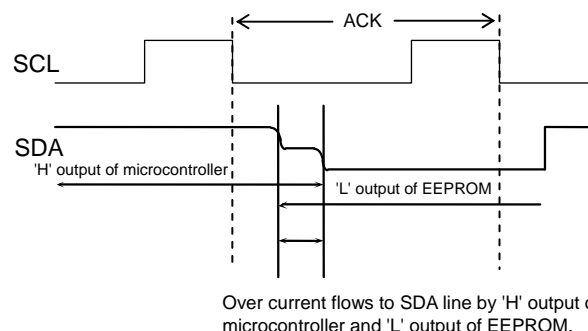 ACK
SCL
SDA
'H' output of microcontroller
'L' output of EEPROM
Over current flows to SDA line by 'H' output
microcontroller and 'L' output of EEPROM.